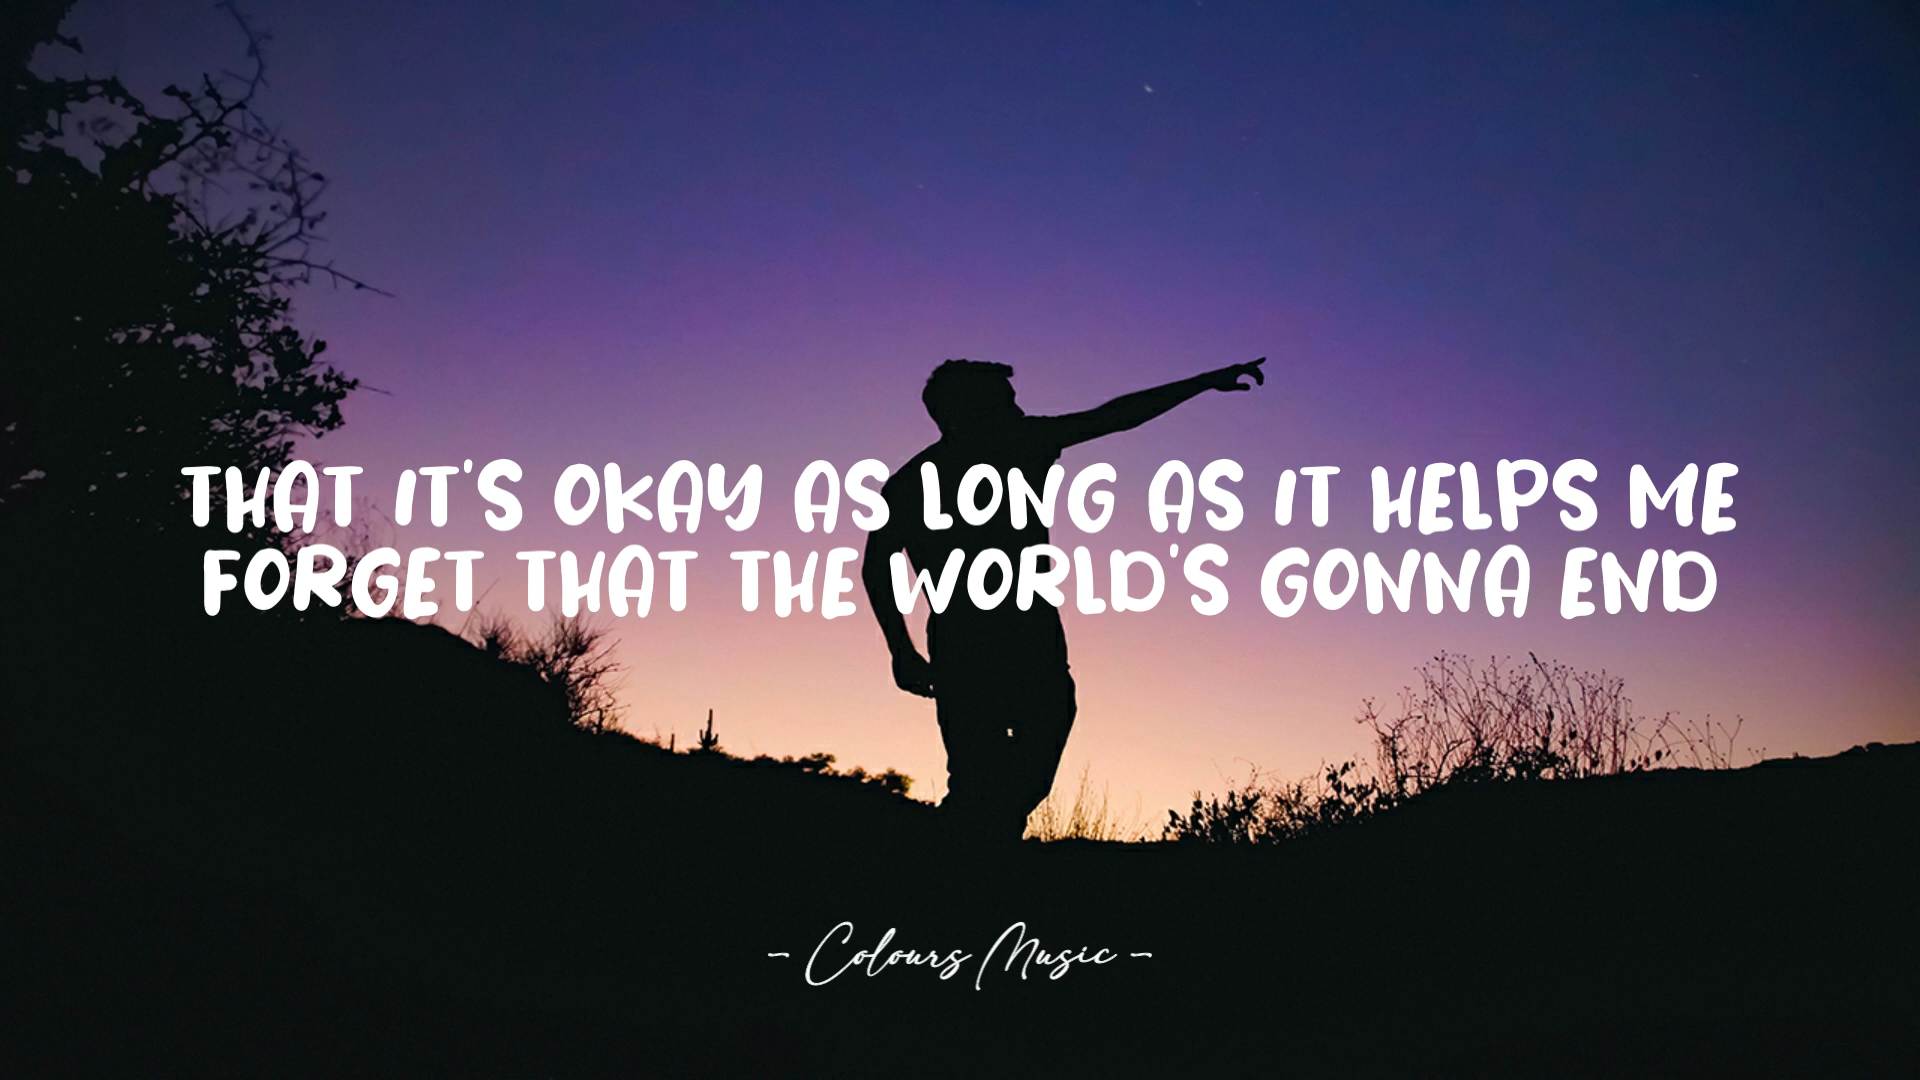 THAT IT'S OKAY AS LONG AS IT HELPS ME
FORGET THAT THE WORLD'S GONNA END
- Colours Music -